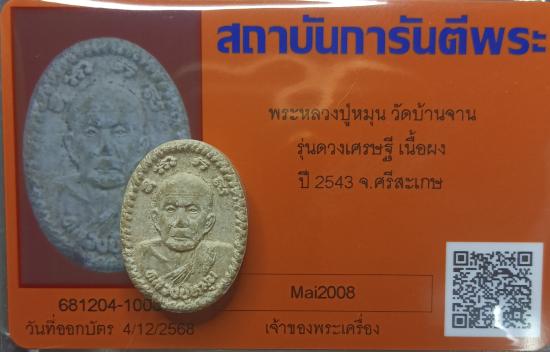 สถาบันการันตีพระ
พระหลวงปู่หมุน วัดบ้านจาน
รุ่นดวงเศรษฐี เนื้อผง
ปี 2543 จ.ศรีสะเกษ
681204-100
Mai2008
วันที่ออกบัตร 4/12/2568
เจ้าของพระเครื่อง